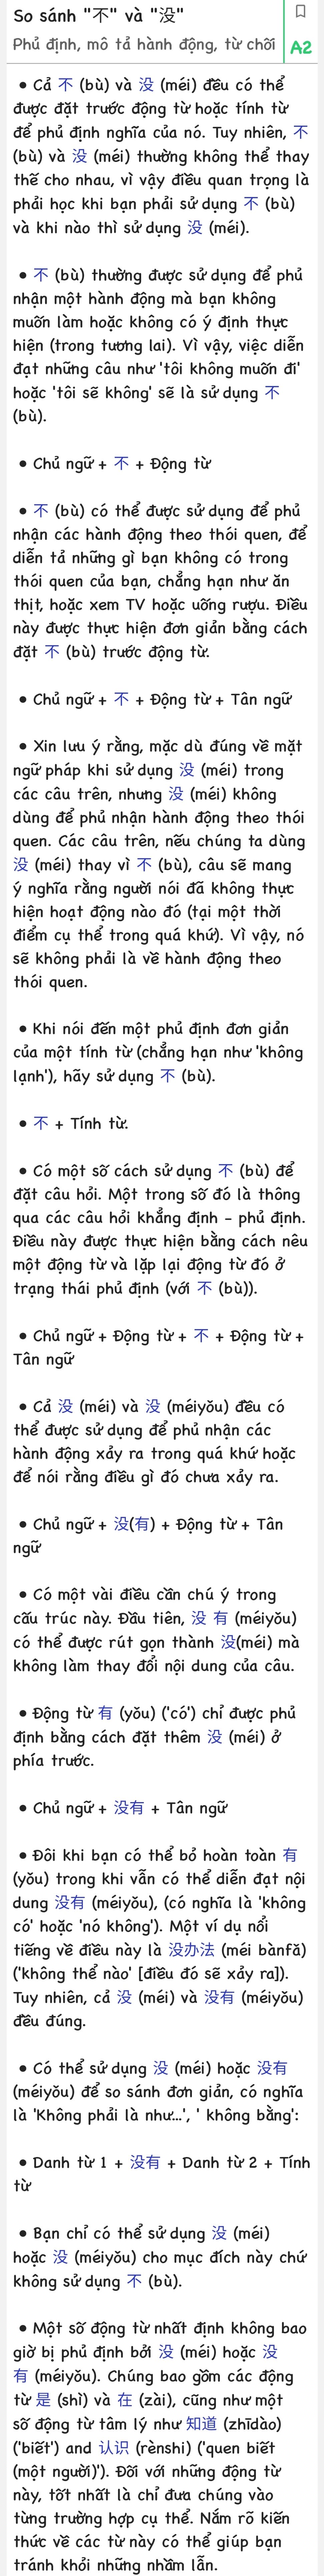 So sánh "不" và "没"
Phủ định, mô tả hành động, từ chối
A2
• Cả 不 (bù) và 没 (méi) đều có thể
được đặt trước động từ hoặc tính từ
để phủ định nghĩa của nó. Tuy nhiên, 不
(bù) và 没 (méi) thường không thể thay
thế cho nhau, vì vậy điều quan trọng là
phải học khi bạn phải sử dụng 不 (bù)
và khi nào thì sử dụng 没 (méi).
• 不 (bù) thường được sử dụng để phủ
nhận một hành động mà bạn không
muốn làm hoặc không có ý định thực
hiện (trong tương lai). Vì vậy, việc diễn
đạt những câu như 'tôi không muốn đi'
hoặc 'tôi sẽ không' sẽ là sử dụng 不
(bù).
• Chủ ngữ + 不 + Động từ
• 不 (bù) có thể được sử dụng để phủ
nhận các hành động theo thói quen, để
diễn tả những gì bạn không có trong
thói quen của bạn, chẳng hạn như ăn
thịt, hoặc xem TV hoặc uống rượu. Điều
này được thực hiện đơn giản bằng cách
đặt 不 (bù) trước động từ.
• Chủ ngữ + 不 + Động từ + Tân ngữ
• Xin lưu ý rằng, mặc dù đúng về mặt
ngữ pháp khi sử dụng 没 (méi) trong
các câu trên, nhưng 没 (méi) không
dùng để phủ nhận hành động theo thói
quen. Các câu trên, nếu chúng ta dùng
没 (méi) thay vì 不 (bù), câu sẽ mang
ý nghĩa rằng người nói đã không thực
hiện hoạt động nào đó (tại một thời
điểm cụ thể trong quá khứ). Vì vậy, nó
sẽ không phải là về hành động theo
thói quen.
• Khi nói đến một phủ định đơn giản
của một tính từ (chẳng hạn như 'không
lạnh'), hãy sử dụng 不 (bù).
• 不 + Tính từ.
• Có một số cách sử dụng 不 (bù) để
đặt câu hỏi. Một trong số đó là thông
qua các câu hỏi khẳng định - phủ định.
Điều này được thực hiện bằng cách nêu
một động từ và lặp lại động từ đó ở
trạng thái phủ định (với 不 (bù)).
• Chủ ngữ + Động từ + 不 + Động từ +
Tân ngữ
• Cả 没 (méi) và 没 (méiyǒu) đều có
thể được sử dụng để phủ nhận các
hành động xảy ra trong quá khứ hoặc
để nói rằng điều gì đó chưa xảy ra.
• Chủ ngữ + 没(有) + Động từ + Tân
ngữ
• Có một vài điều cần chú ý trong
cấu trúc này. Đầu tiên, 没 有 (méiyǒu)
có thể được rút gọn thành 没(méi) mà
không làm thay đổi nội dung của câu.
• Động từ 有 (yǒu) ('có') chỉ được phủ
định bằng cách đặt thêm 没 (méi) ở
phía trước.
• Chủ ngữ + 没有 + Tân ngữ
• Đôi khi bạn có thể bỏ hoàn toàn 有
(yǒu) trong khi vẫn có thể diễn đạt nội
dung 没有 (méiyǒu), (có nghĩa là 'không
có' hoặc 'nó không'). Một ví dụ nổi
tiếng về điều này là 没办法 (méi bànfǎ)
('không thể nào' [điều đó sẽ xảy ra]).
Tuy nhiên, cả 没 (méi) và 没有 (méiyǒu)
đều đúng.
• Có thể sử dụng 没 (méi) hoặc 没有
(méiyǒu) để so sánh đơn giản, có nghĩa
là 'Không phải là như...', ' không bằng':
• Danh từ 1 + 没有 + Danh từ 2 + Tính
từ
• Bạn chỉ có thể sử dụng 没 (méi)
hoặc 没 (méiyǒu) cho mục đích này chứ
không sử dụng 不 (bù).
• Một số động từ nhất định không bao
giờ bị phủ định bởi 没 (méi) hoặc 没
有 (méiyǒu). Chúng bao gồm các động
từ 是 (shì) và 在 (zài), cũng như một
số động từ tâm lý như 知道 (zhīdào)
('biết') and 认识 (rènshi) ('quen biết
(một người)'). Đối với những động từ
này, tốt nhất là chỉ đưa chúng vào
từng trường hợp cụ thể. Nắm rõ kiến
thức về các từ này có thể giúp bạn
tránh khỏi những nhầm lẫn.